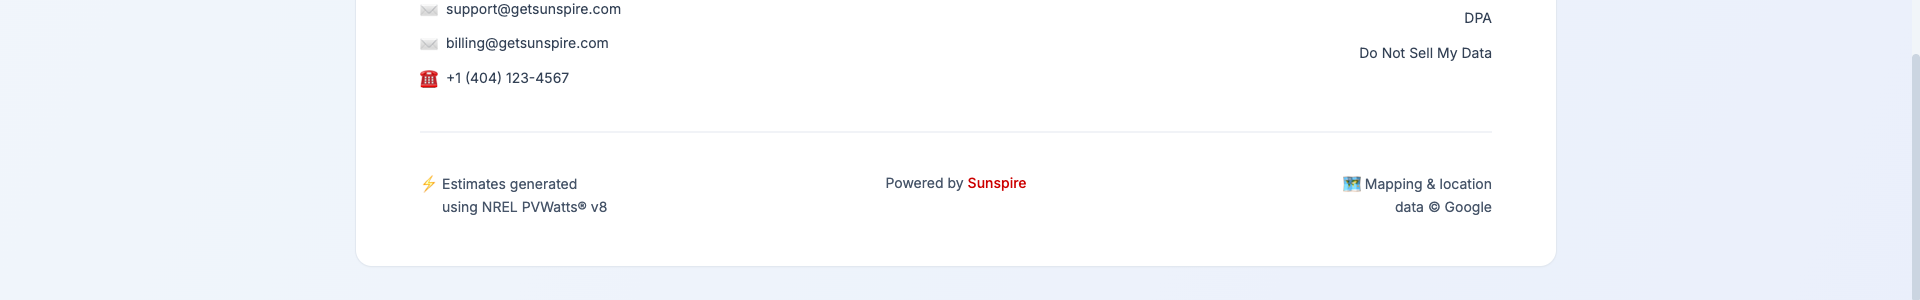 support@getsunspire.com
billing@getsunspire.com
+1 (404) 123-4567
DPA
Do Not Sell My Data
Estimates generated
using NREL PVWatts® v8
Powered by Sunspire
Mapping & location
data © Google